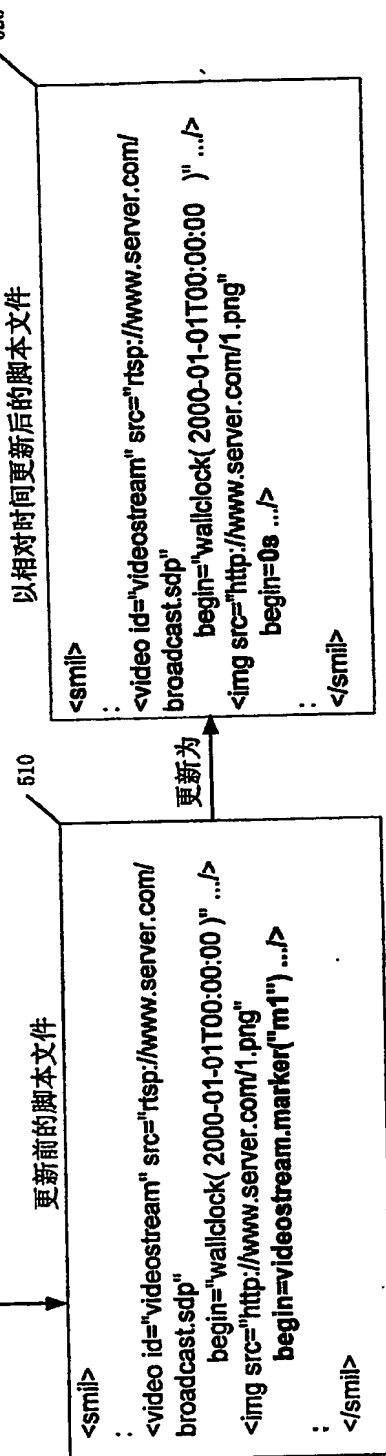 更新前的脚本文件
510
<smil>
:
<video id="videostream" src="rtsp://www.server.com/
broadcast.sdp"
begin="wallclock( 2000-01-01T00:00:00 )" .../>
<img src="http://www.server.com/1.png"
begin=videostream.marker("m1") .../>
:
</smil>
更新为
以相对时间更新后的脚本文件
<smil>
:
<video id="videostream" src="rtsp://www.server.com/
broadcast.sdp"
begin="wallclock( 2000-01-01T00:00:00 )" .../>
<img src="http://www.server.com/1.png"
begin=0s .../>
:
</smil>